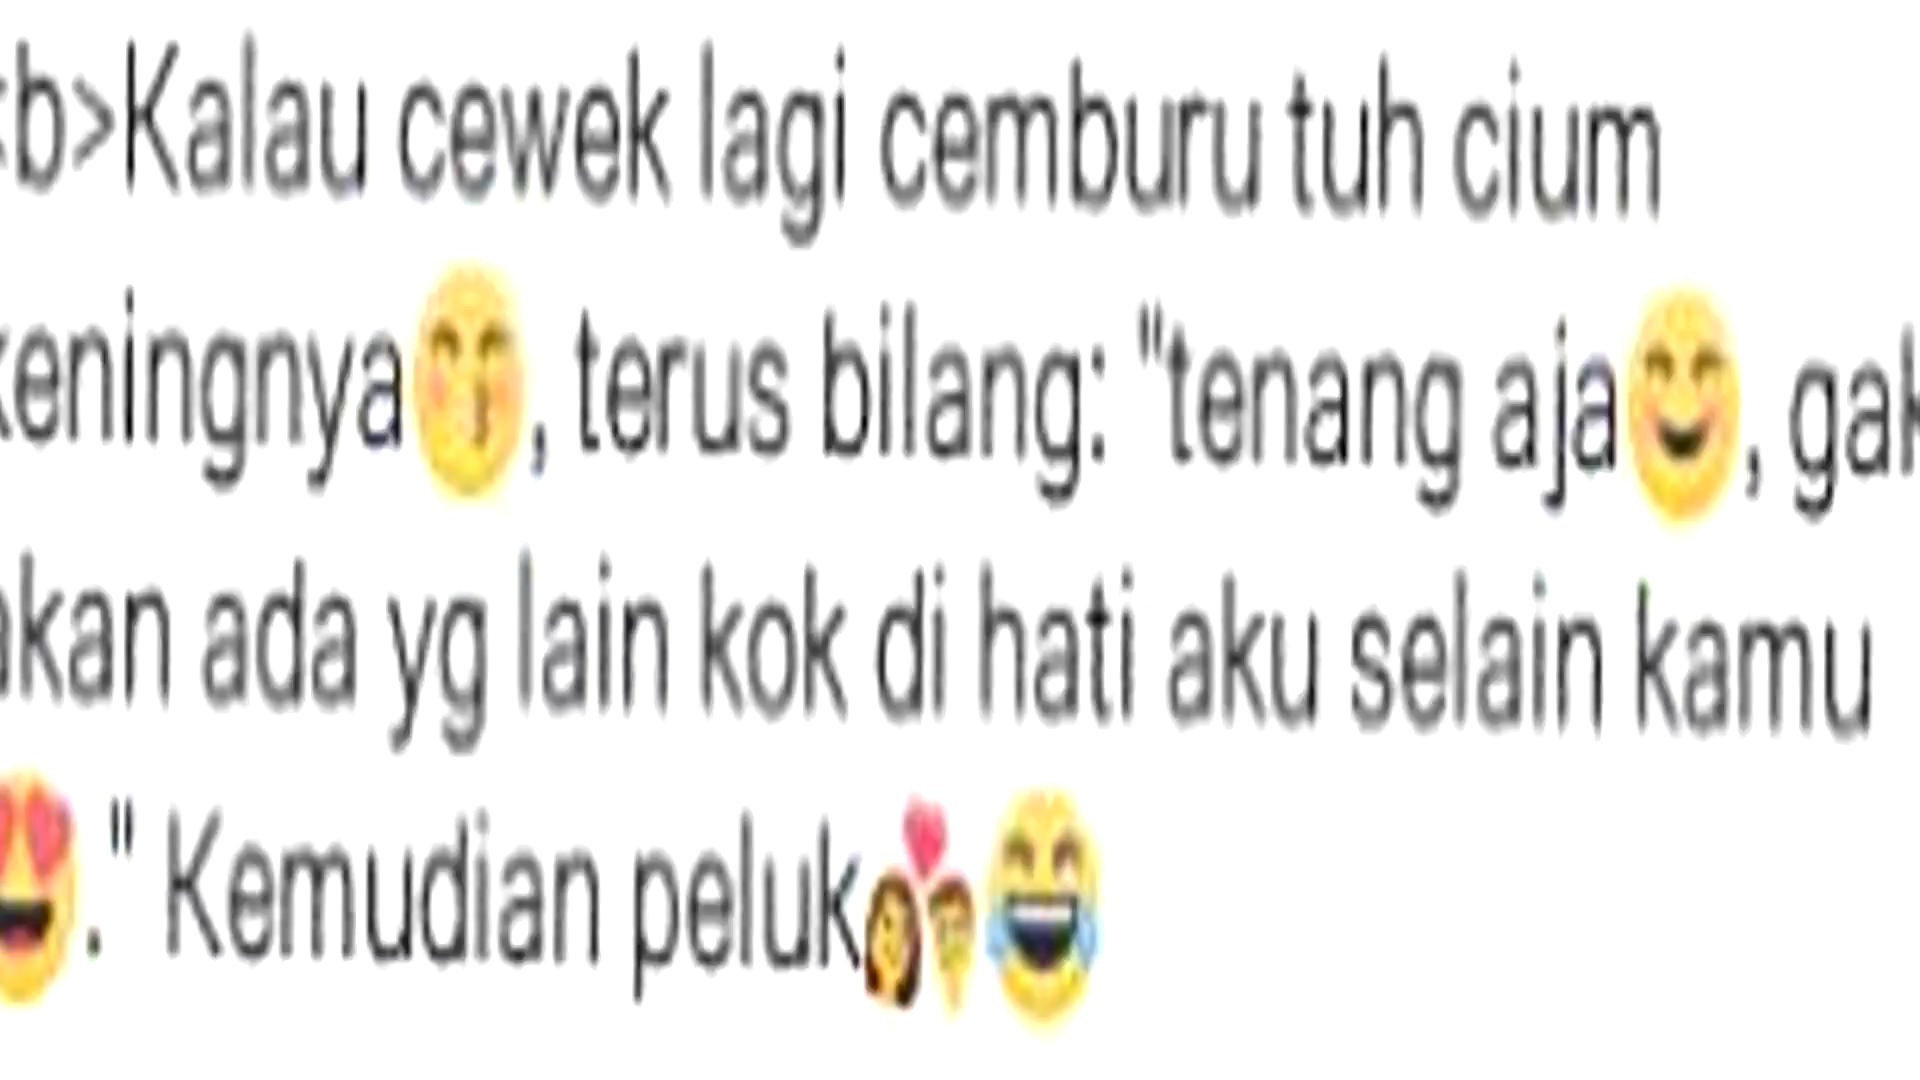 <b>Kalau cewek lagi cemburu tuh cium
keningnya😚, terus bilang: "tenang aja😊, gak
akan ada yg lain kok di hati aku selain kamu
😍." Kemudian peluk💑😂